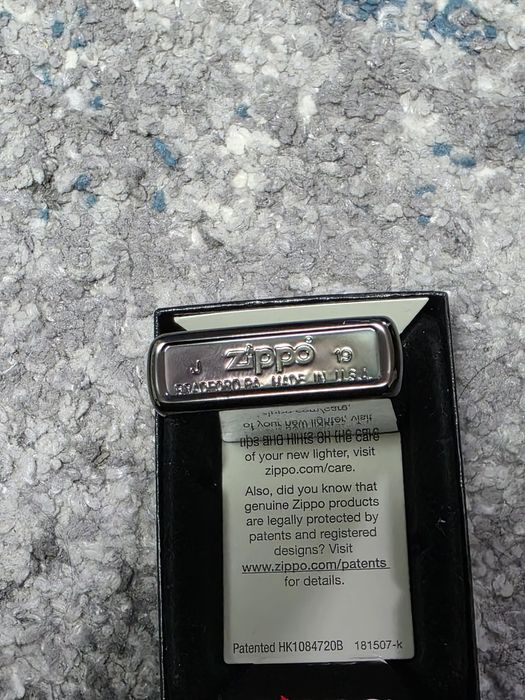 J zippo® 19
BRADFORD.PA. MADE IN U.S.A.
tips and hints on the care
of your new lighter, visit
zippo.com/care.
Also, did you know that
genuine Zippo products
are legally protected by
patents and registered
designs? Visit
www.zippo.com/patents
for details.
Patented HK1084720B 181507-k